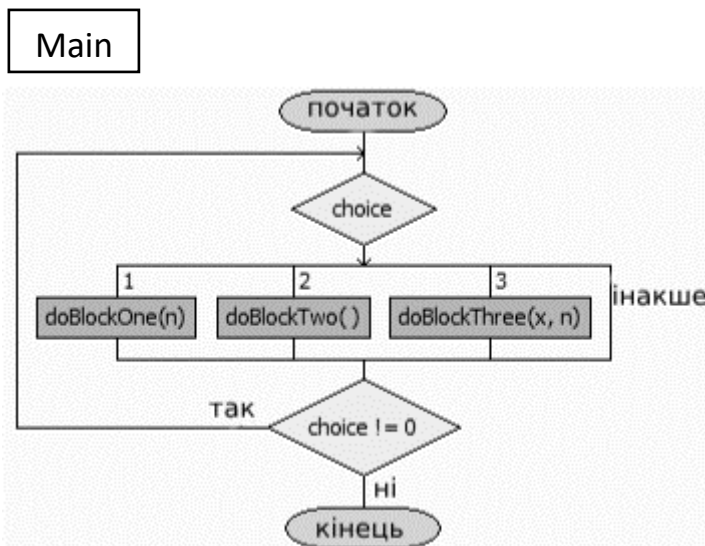 Main
початок
choice
1 2 3
інакше
doBlockOne(n) doBlockTwo( ) doBlockThree(x, n)
так
choice != 0
ні
кінець